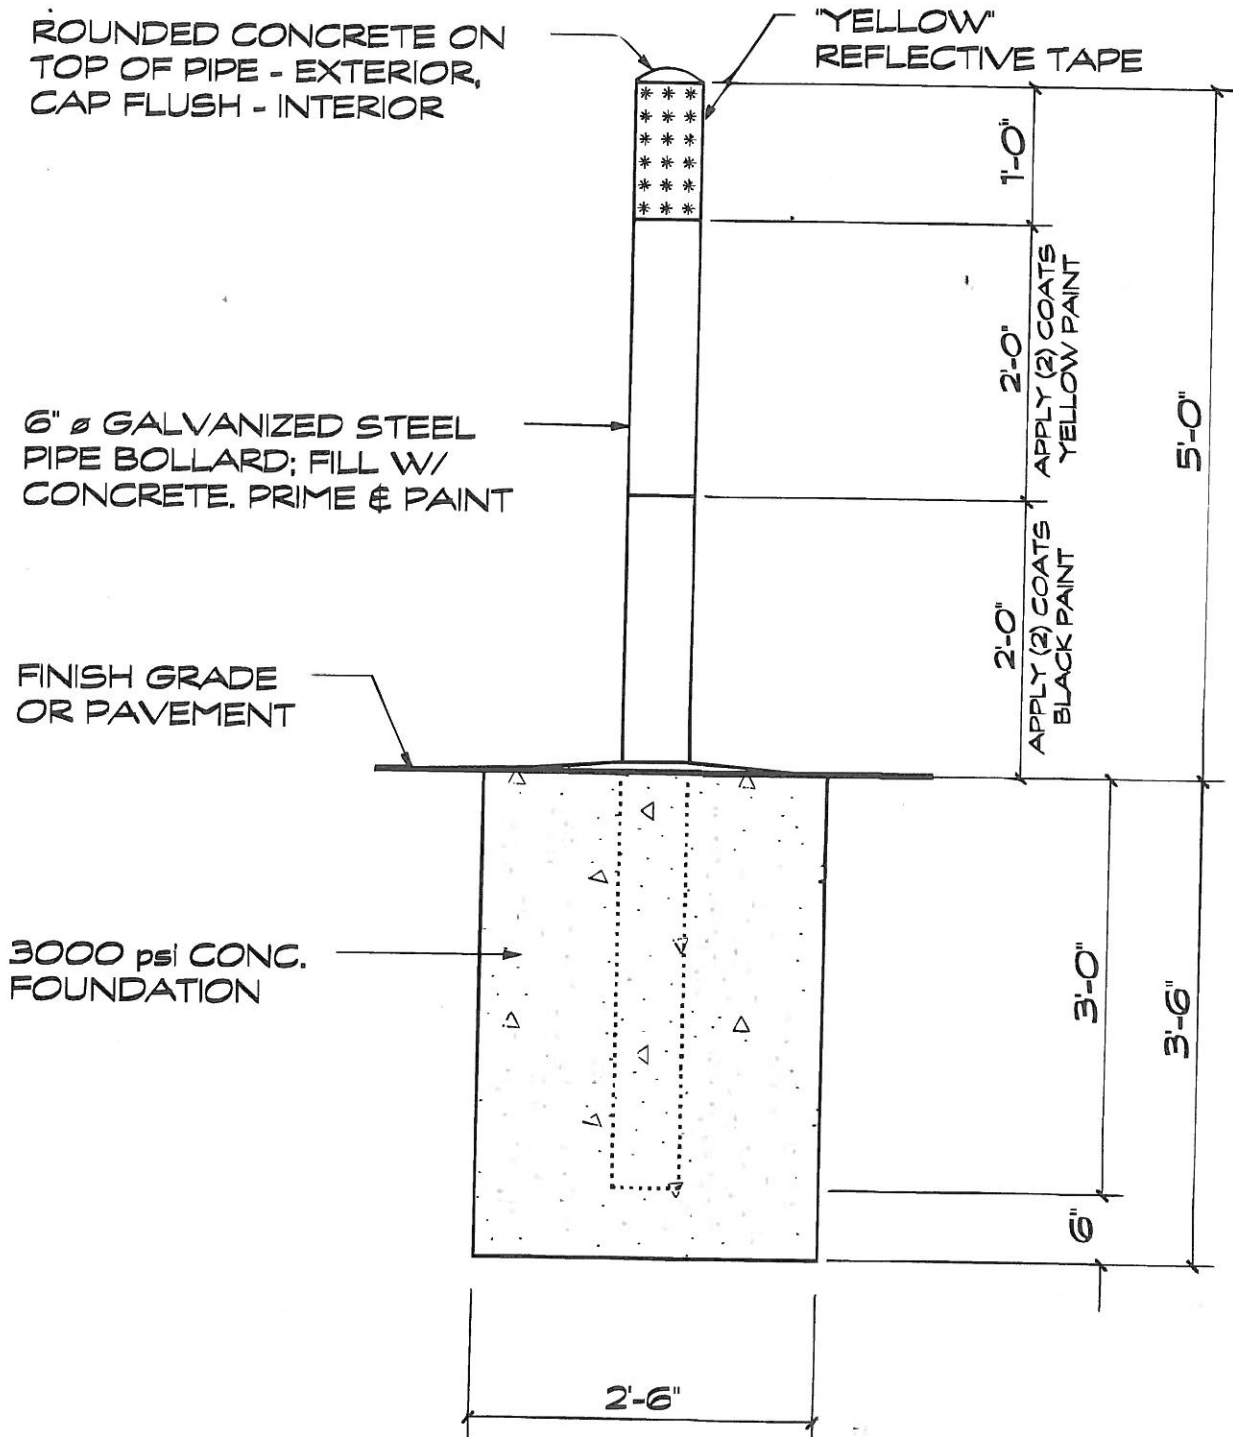 ROUNDED CONCRETE ON
TOP OF PIPE - EXTERIOR,
CAP FLUSH - INTERIOR
"YELLOW"
REFLECTIVE TAPE
1'-0"
2'-0"
APPLY (2) COATS
YELLOW PAINT
5'-0"
6" ø GALVANIZED STEEL
PIPE BOLLARD; FILL W/
CONCRETE. PRIME & PAINT
2'-0"
APPLY (2) COATS
BLACK PAINT
FINISH GRADE
OR PAVEMENT
3000 psi CONC.
FOUNDATION
3'-0"
3'-6"
6"
2'-6"